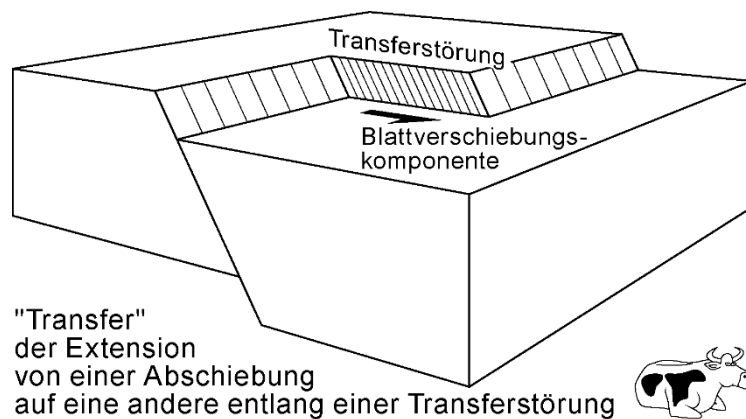 Transferstörung
Blattverschiebungs-
komponente
"Transfer"
der Extension
von einer Abschiebung
auf eine andere entlang einer Transferstörung